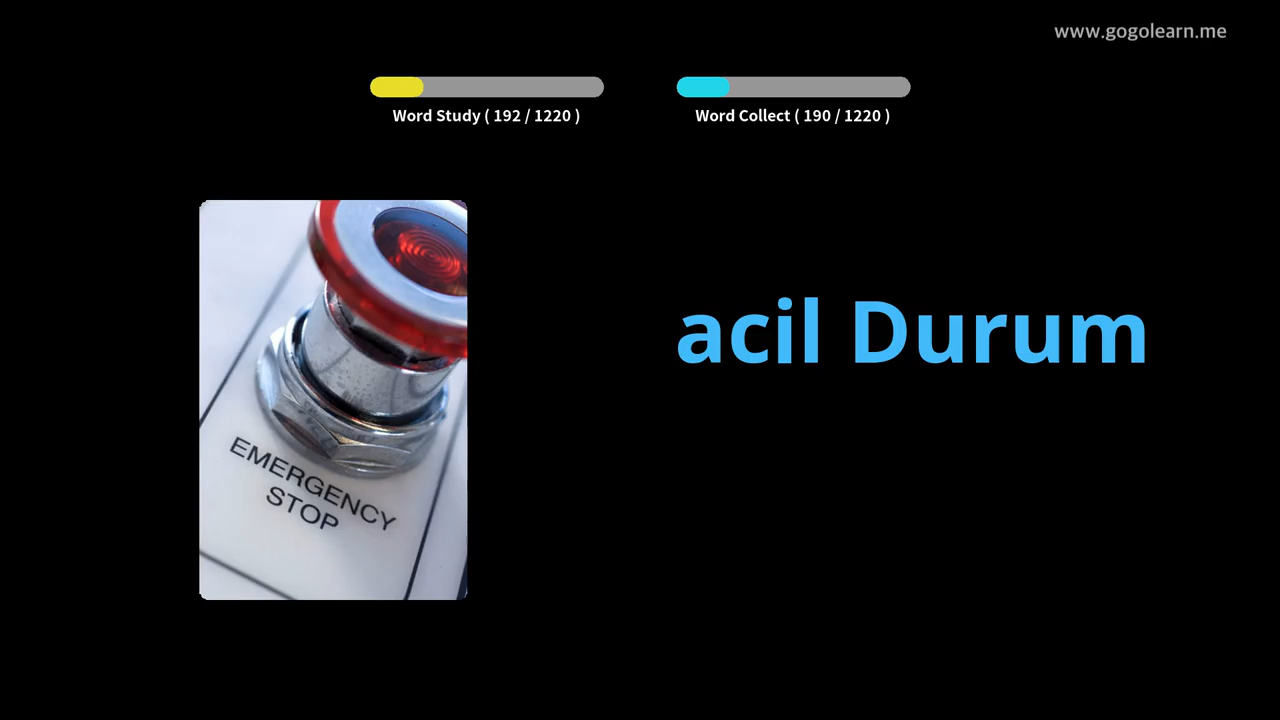 www.gogolearn.me
Word Study ( 192 / 1220 )
Word Collect ( 190 / 1220 )
acil Durum
EMERGENCY
STOP